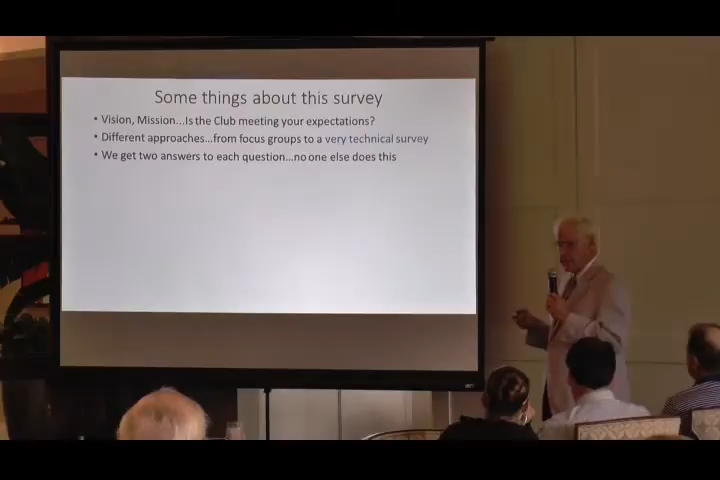 Some things about this survey
• Vision, Mission...Is the Club meeting your expectations?
• Different approaches...from focus groups to a very technical survey
• We get two answers to each question...no one else does this